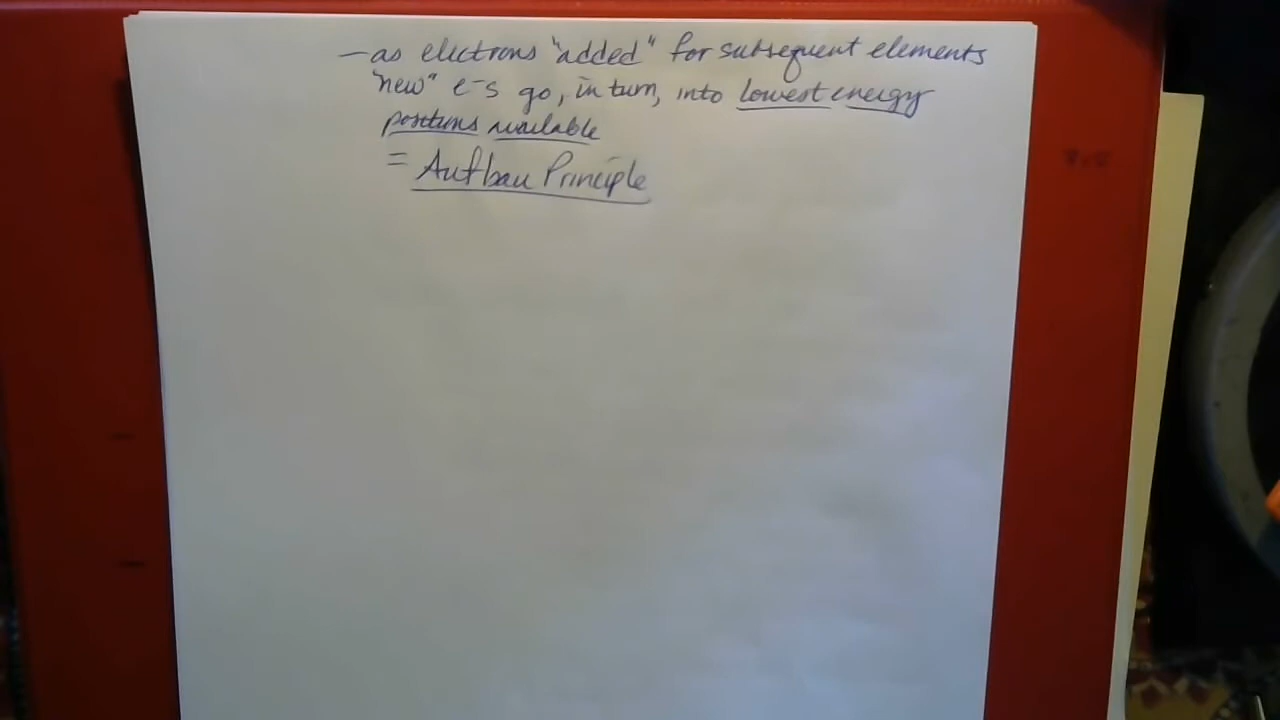 — as electrons "added" for subsequent elements
"new" e-s go, in turn, into lowest energy
positions available
= Aufbau Principle